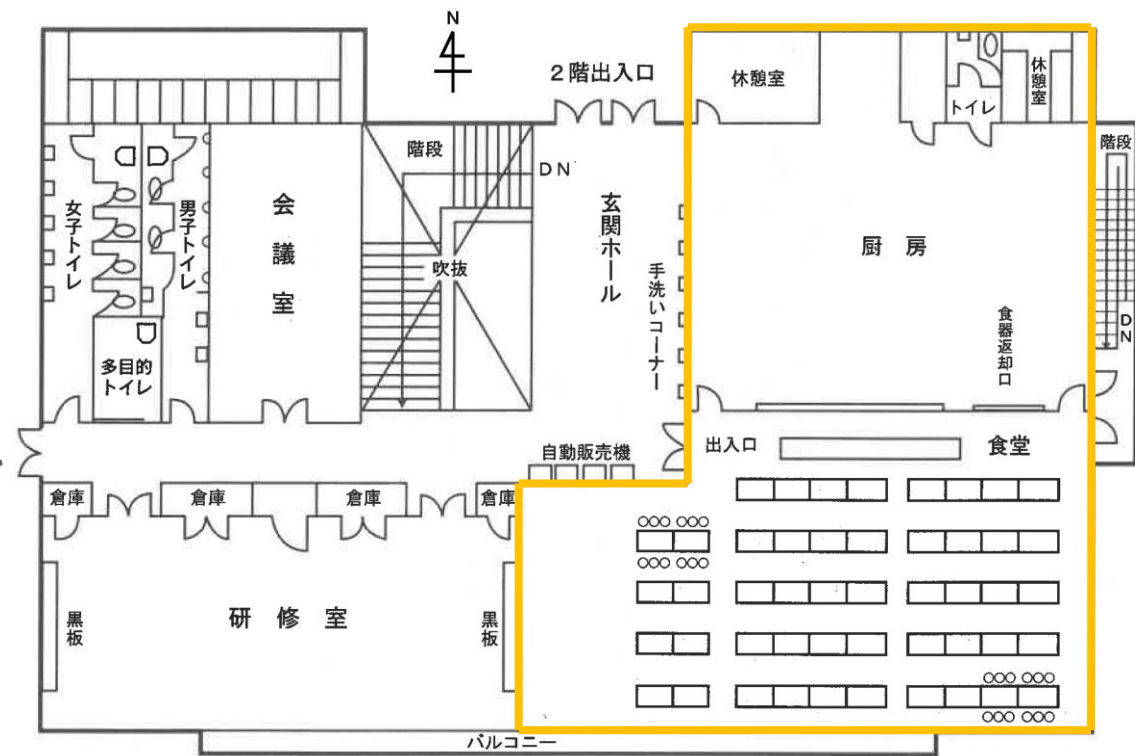 N
2階出入口
休憩室
トイレ
休憩室
階段
DN
階段
DN
女子トイレ
男子トイレ
会議室
吹抜
玄関ホール
手洗いコーナー
厨房
食器返却口
多目的
トイレ
自動販売機
出入口
食堂
倉庫
倉庫
倉庫
倉庫
黒板
研修室
黒板
バルコニー